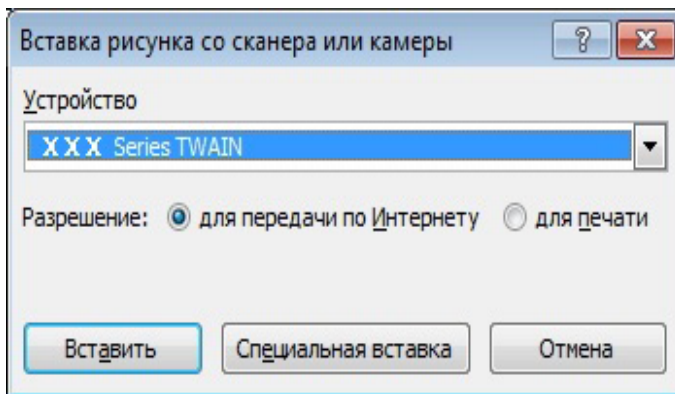 Вставка рисунка со сканера или камеры
Устройство
XXX Series TWAIN
Разрешение: для передачи по Интернету для печати
Вставить Специальная вставка Отмена